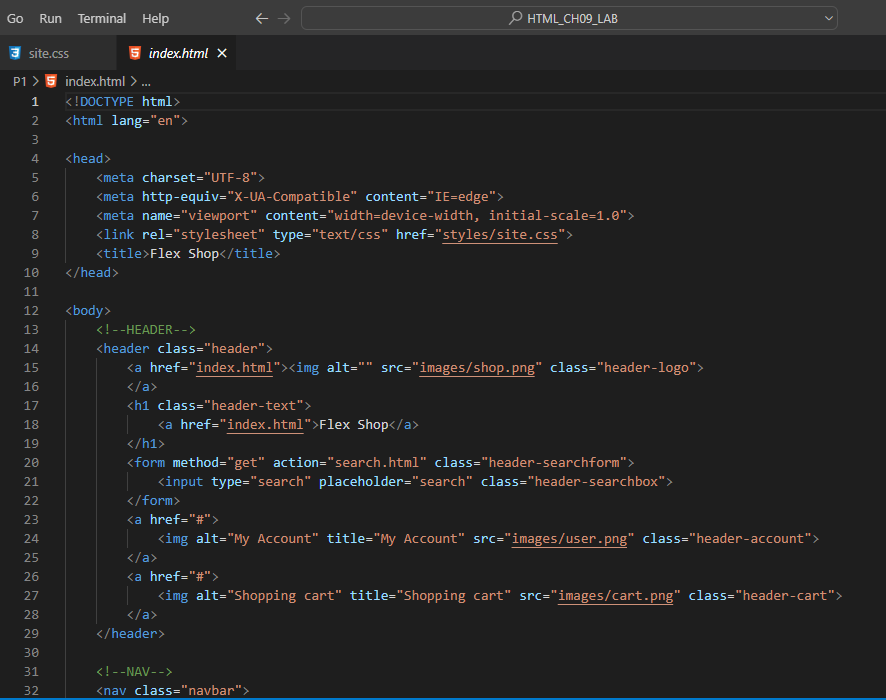 Go Run Terminal Help HTML_CH09_LAB
site.css index.html
P1 > index.html > ...
1 <!DOCTYPE html>
2 <html lang="en">
3
4 <head>
5 <meta charset="UTF-8">
6 <meta http-equiv="X-UA-Compatible" content="IE=edge">
7 <meta name="viewport" content="width=device-width, initial-scale=1.0">
8 <link rel="stylesheet" type="text/css" href="styles/site.css">
9 <title>Flex Shop</title>
10 </head>
11
12 <body>
13 <!--HEADER-->
14 <header class="header">
15 <a href="index.html"><img alt="" src="images/shop.png" class="header-logo">
16 </a>
17 <h1 class="header-text">
18 <a href="index.html">Flex Shop</a>
19 </h1>
20 <form method="get" action="search.html" class="header-searchform">
21 <input type="search" placeholder="search" class="header-searchbox">
22 </form>
23 <a href="#">
24 <img alt="My Account" title="My Account" src="images/user.png" class="header-account">
25 </a>
26 <a href="#">
27 <img alt="Shopping cart" title="Shopping cart" src="images/cart.png" class="header-cart">
28 </a>
29 </header>
30
31 <!--NAV-->
32 <nav class="navbar">